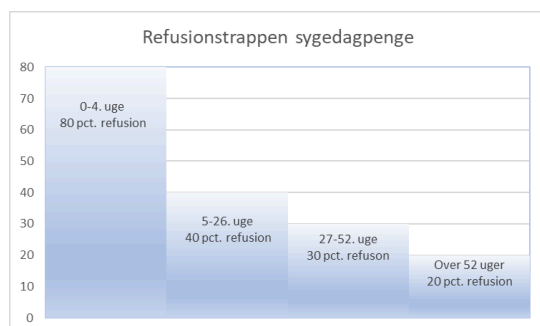 Refusionstrappen sygedagpenge
80
70
60
50
40
30
20
10
0
0-4. uge
80 pct. refusion
5-26. uge
40 pct. refusion
27-52. uge
30 pct. refuson
Over 52 uger
20 pct. refusion